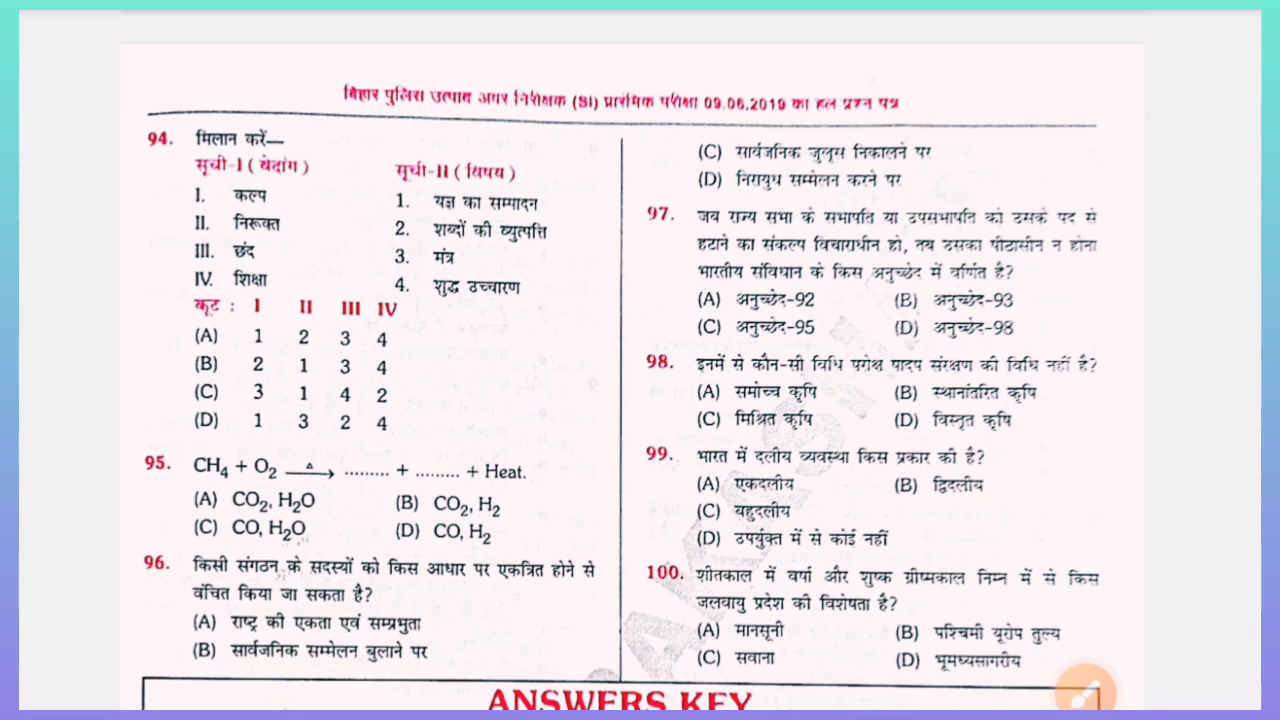 बिहार पुलिस उत्पाद अवर निरीक्षक (SI) प्रारंभिक परीक्षा 09.06.2019 का हल प्रश्न पत्र
94. मिलान करें—
सूची-I ( वेदांग ) सूची-II ( विषय )
I. कल्प 1. यज्ञ का सम्पादन
II. निरूक्त 2. शब्दों की व्युत्पत्ति
III. छंद 3. मंत्र
IV. शिक्षा 4. शुद्ध उच्चारण
कूट : I II III IV
(A) 1 2 3 4
(B) 2 1 3 4
(C) 3 1 4 2
(D) 1 3 2 4
95. CH4 + O2 —Δ→ ......... + ......... + Heat.
(A) CO2, H2O (B) CO2, H2
(C) CO, H2O (D) CO, H2
96. किसी संगठन के सदस्यों को किस आधार पर एकत्रित होने से
वंचित किया जा सकता है?
(A) राष्ट्र की एकता एवं सम्प्रभुता
(B) सार्वजनिक सम्मेलन बुलाने पर
(C) सार्वजनिक जुलूस निकालने पर
(D) निरायुध सम्मेलन करने पर
97. जब राज्य सभा के सभापति या उपसभापति को उसके पद से
हटाने का संकल्प विचाराधीन हो, तब उसका पीठासीन न होना
भारतीय संविधान के किस अनुच्छेद में वर्णित है?
(A) अनुच्छेद-92 (B) अनुच्छेद-93
(C) अनुच्छेद-95 (D) अनुच्छेद-98
98. इनमें से कौन-सी विधि परोक्ष पादप संरक्षण की विधि नहीं है?
(A) समोच्च कृषि (B) स्थानांतरित कृषि
(C) मिश्रित कृषि (D) विस्तृत कृषि
99. भारत में दलीय व्यवस्था किस प्रकार की है?
(A) एकदलीय (B) द्विदलीय
(C) बहुदलीय
(D) उपर्युक्त में से कोई नहीं
100. शीतकाल में वर्षा और शुष्क ग्रीष्मकाल निम्न में से किस
जलवायु प्रदेश की विशेषता है?
(A) मानसूनी (B) पश्चिमी यूरोप तुल्य
(C) सवाना (D) भूमध्यसागरीय
ANSWERS KEY